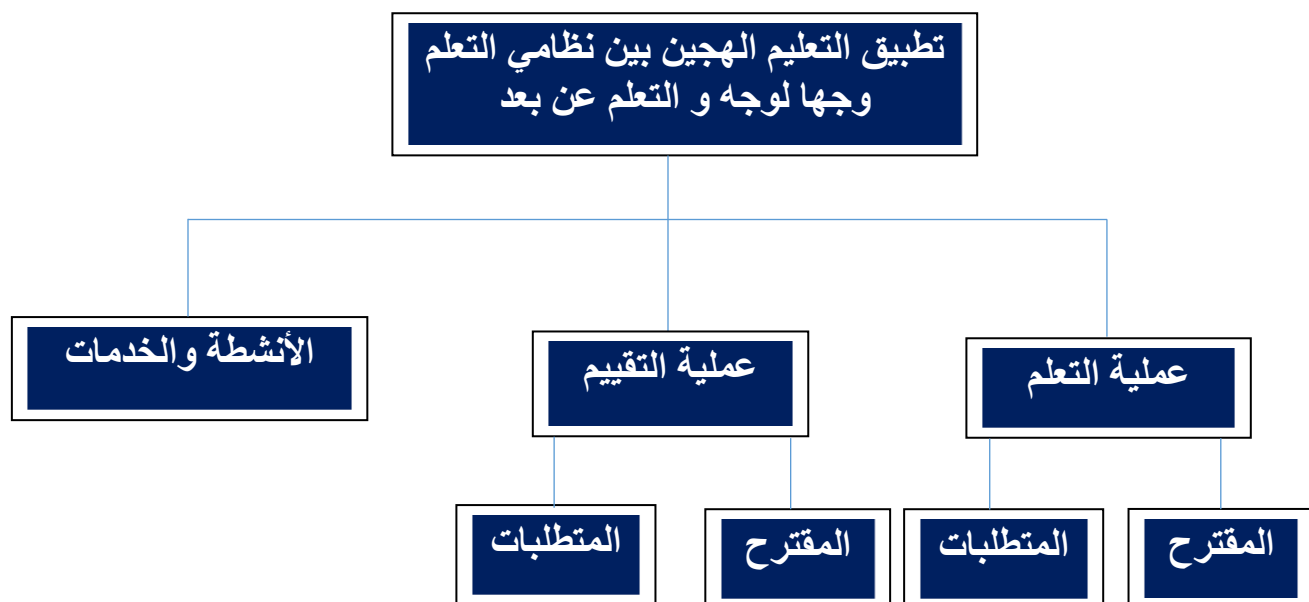 تطبيق التعليم الهجين بين نظامي التعلم
وجها لوجه و التعلم عن بعد
عملية التعلم
عملية التقييم
الأنشطة والخدمات
المقترح
المتطلبات
المقترح
المتطلبات